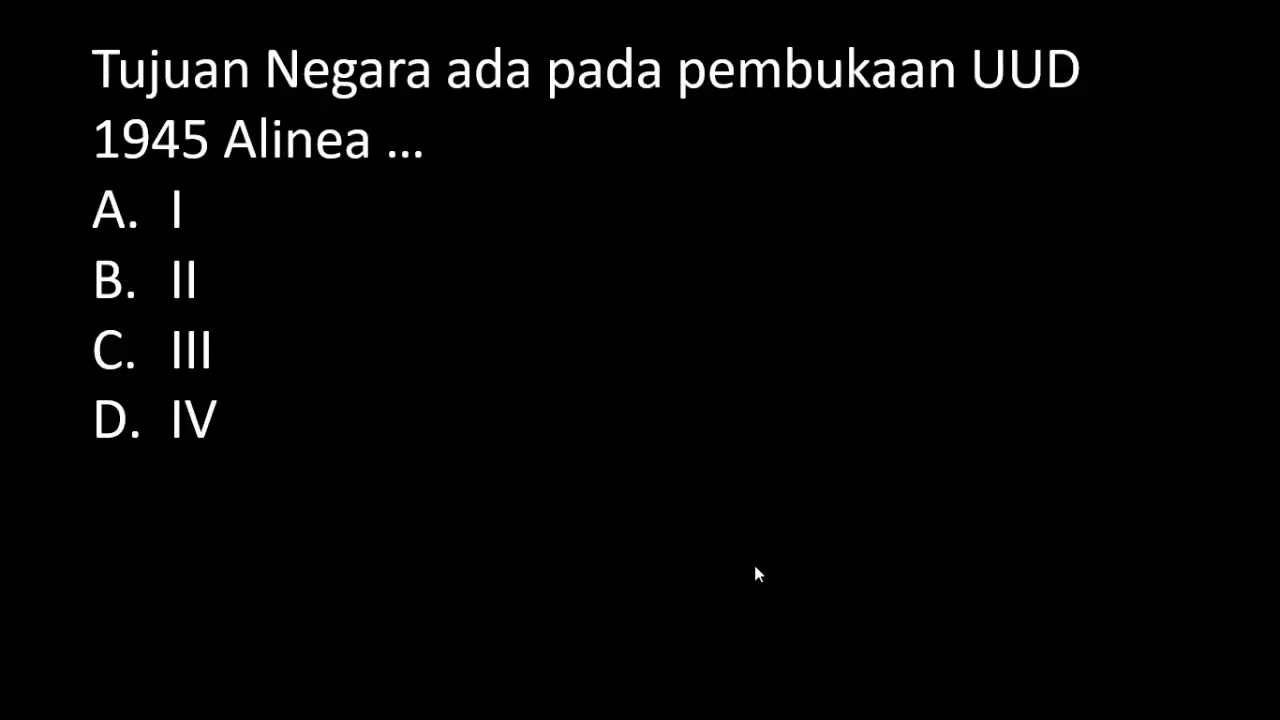 Tujuan Negara ada pada pembukaan UUD
1945 Alinea ...
A. I
B. II
C. III
D. IV